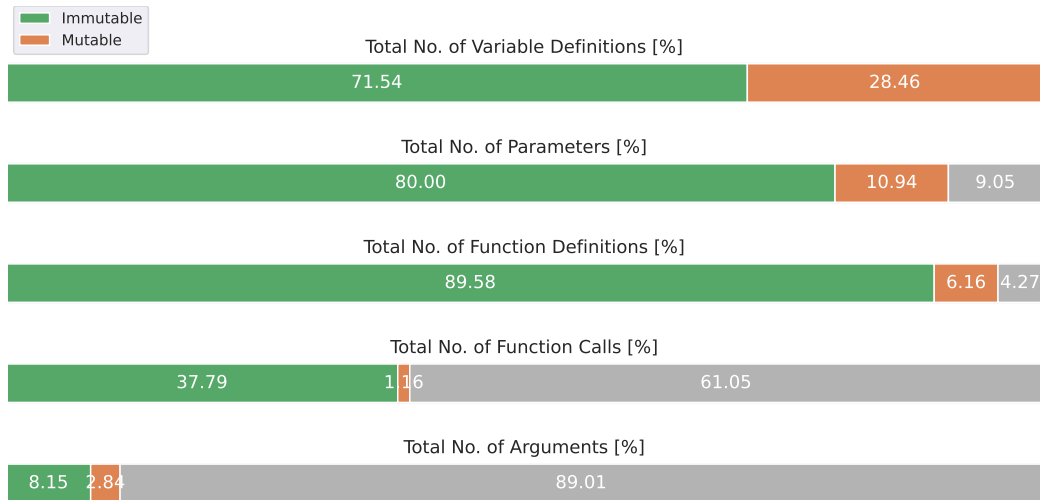 Immutable
Mutable
Total No. of Variable Definitions [%]
71.54 28.46
Total No. of Parameters [%]
80.00 10.94 9.05
Total No. of Function Definitions [%]
89.58 6.16 4.27
Total No. of Function Calls [%]
37.79 1.16 61.05
Total No. of Arguments [%]
8.15 2.84 89.01